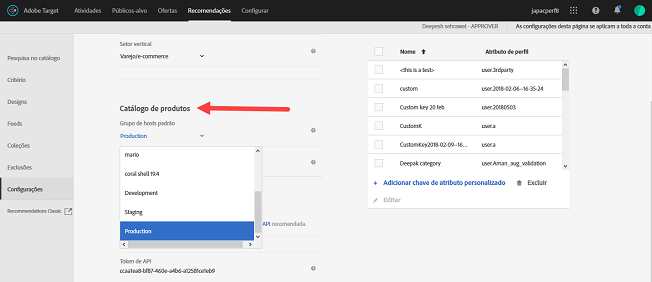 Adobe Target
Atividades
Públicos-alvo
Ofertas
Recomendações
Configurar
japacperf8
Deepesh sehrawat - APPROVER
As configurações desta página se aplicam a toda a conta
Pesquisa no catálogo
Critério
Designs
Feeds
Coleções
Exclusões
Configurações
Recommendations Classic
Setor vertical
Varejo/e-commerce
Catálogo de produtos
Grupo de hosts padrão
Production
mario
coral shell 19.4
Development
Staging
Production
API recomendada.
Token de API
ccaa1ea8-bf87-460e-a4b6-a12581ce1eb9
Nome
Atributo de perfil
<this is a test>
user.3rdparty
custom
user.2018-02-06--16-35-24
Custom key 20 feb
user.20180503
CustomK
user.a
CustomKey2018-02-09--16...
user.a
Deepak category
user.Aman_aug_validation
+ Adicionar chave de atributo personalizado
Excluir
Editar